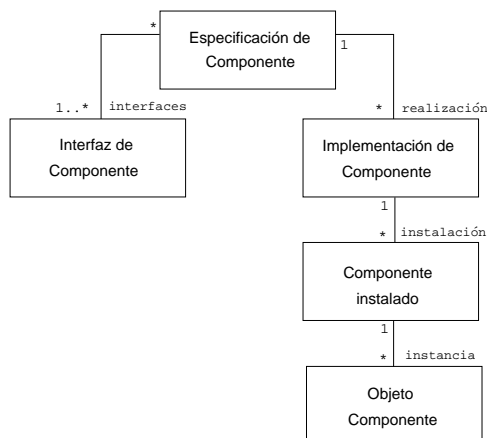 *
Especificación de
Componente
1
1..*
interfaces
*
realización
Interfaz de
Componente
Implementación de
Componente
1
*
instalación
Componente
instalado
1
*
instancia
Objeto
Componente